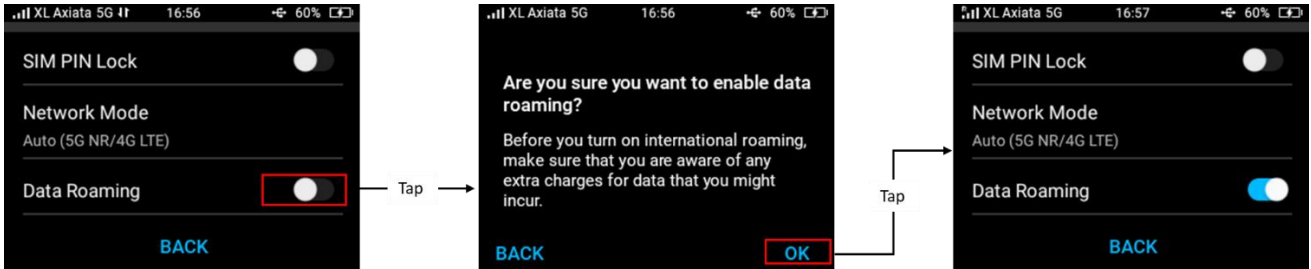 XL Axiata 5G 16:56 60%
SIM PIN Lock
Network Mode
Auto (5G NR/4G LTE)
Data Roaming
BACK
Tap
XL Axiata 5G 16:56 60%
Are you sure you want to enable data
roaming?
Before you turn on international roaming,
make sure that you are aware of any
extra charges for data that you might
incur.
BACK OK
Tap
XL Axiata 5G 16:57 60%
SIM PIN Lock
Network Mode
Auto (5G NR/4G LTE)
Data Roaming
BACK